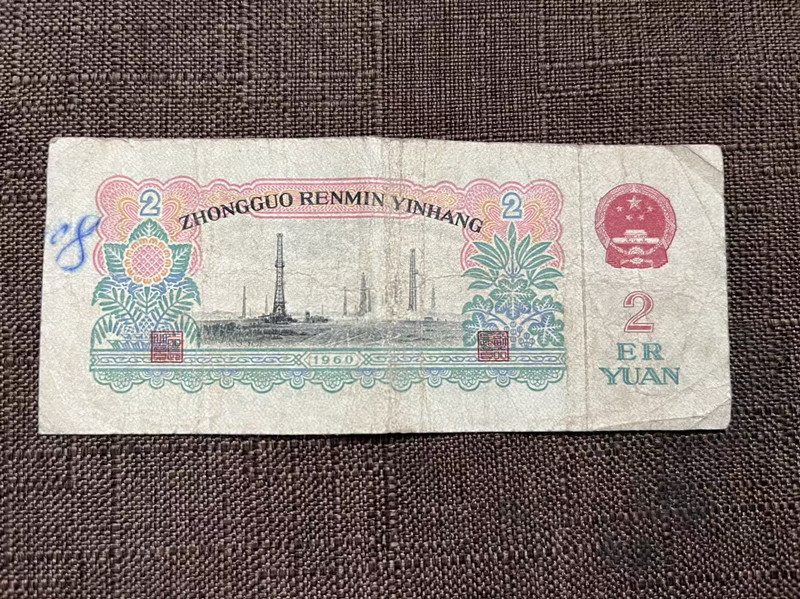 2
ZHONGGUO RENMIN YINHANG
2
1960
2
ER
YUAN